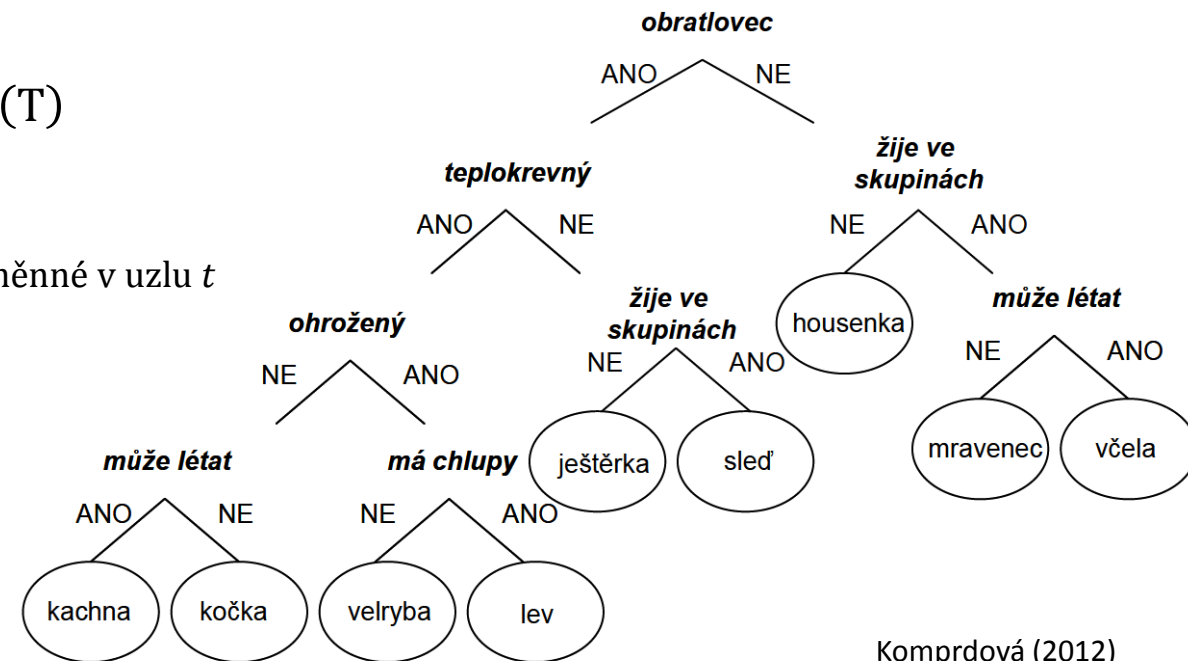 obratlovec
ANO NE
(T)
teplokrevný
žije ve
skupinách
ANO NE
NE ANO
něnné v uzlu t
ohrožený
žije ve
skupinách
housenka
může létat
NE ANO
NE ANO
NE ANO
může létat
má chlupy
ještěrka
sleď
mravenec
včela
ANO NE
NE ANO
kachna
kočka
velryba
lev
Komprdová (2012)